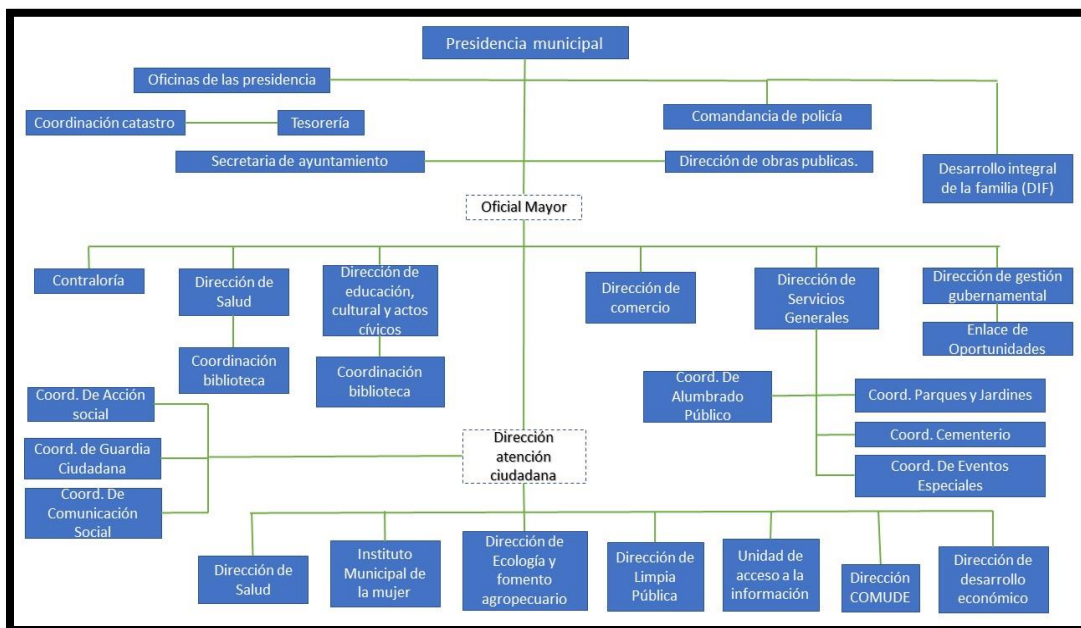 Presidencia municipal
Oficinas de las presidencia
Coordinación catastro
Tesorería
Comandancia de policía
Secretaria de ayuntamiento
Dirección de obras publicas.
Desarrollo integral
de la familia (DIF)
Oficial Mayor
Contraloría
Dirección de
Salud
Dirección de
educación,
cultural y actos
cívicos
Dirección de
comercio
Dirección de
Servicios
Generales
Dirección de gestión
gubernamental
Enlace de
Oportunidades
Coordinación
biblioteca
Coordinación
biblioteca
Coord. De Acción
social
Coord. De
Alumbrado
Público
Coord. Parques y Jardines
Coord. de Guardia
Ciudadana
Dirección
atención
ciudadana
Coord. Cementerio
Coord. De Eventos
Especiales
Coord. De
Comunicación
Social
Dirección de
Salud
Instituto
Municipal de
la mujer
Dirección de
Ecología y
fomento
agropecuario
Dirección de
Limpia
Pública
Unidad de
acceso a la
información
Dirección
COMUDE
Dirección de
desarrollo
económico